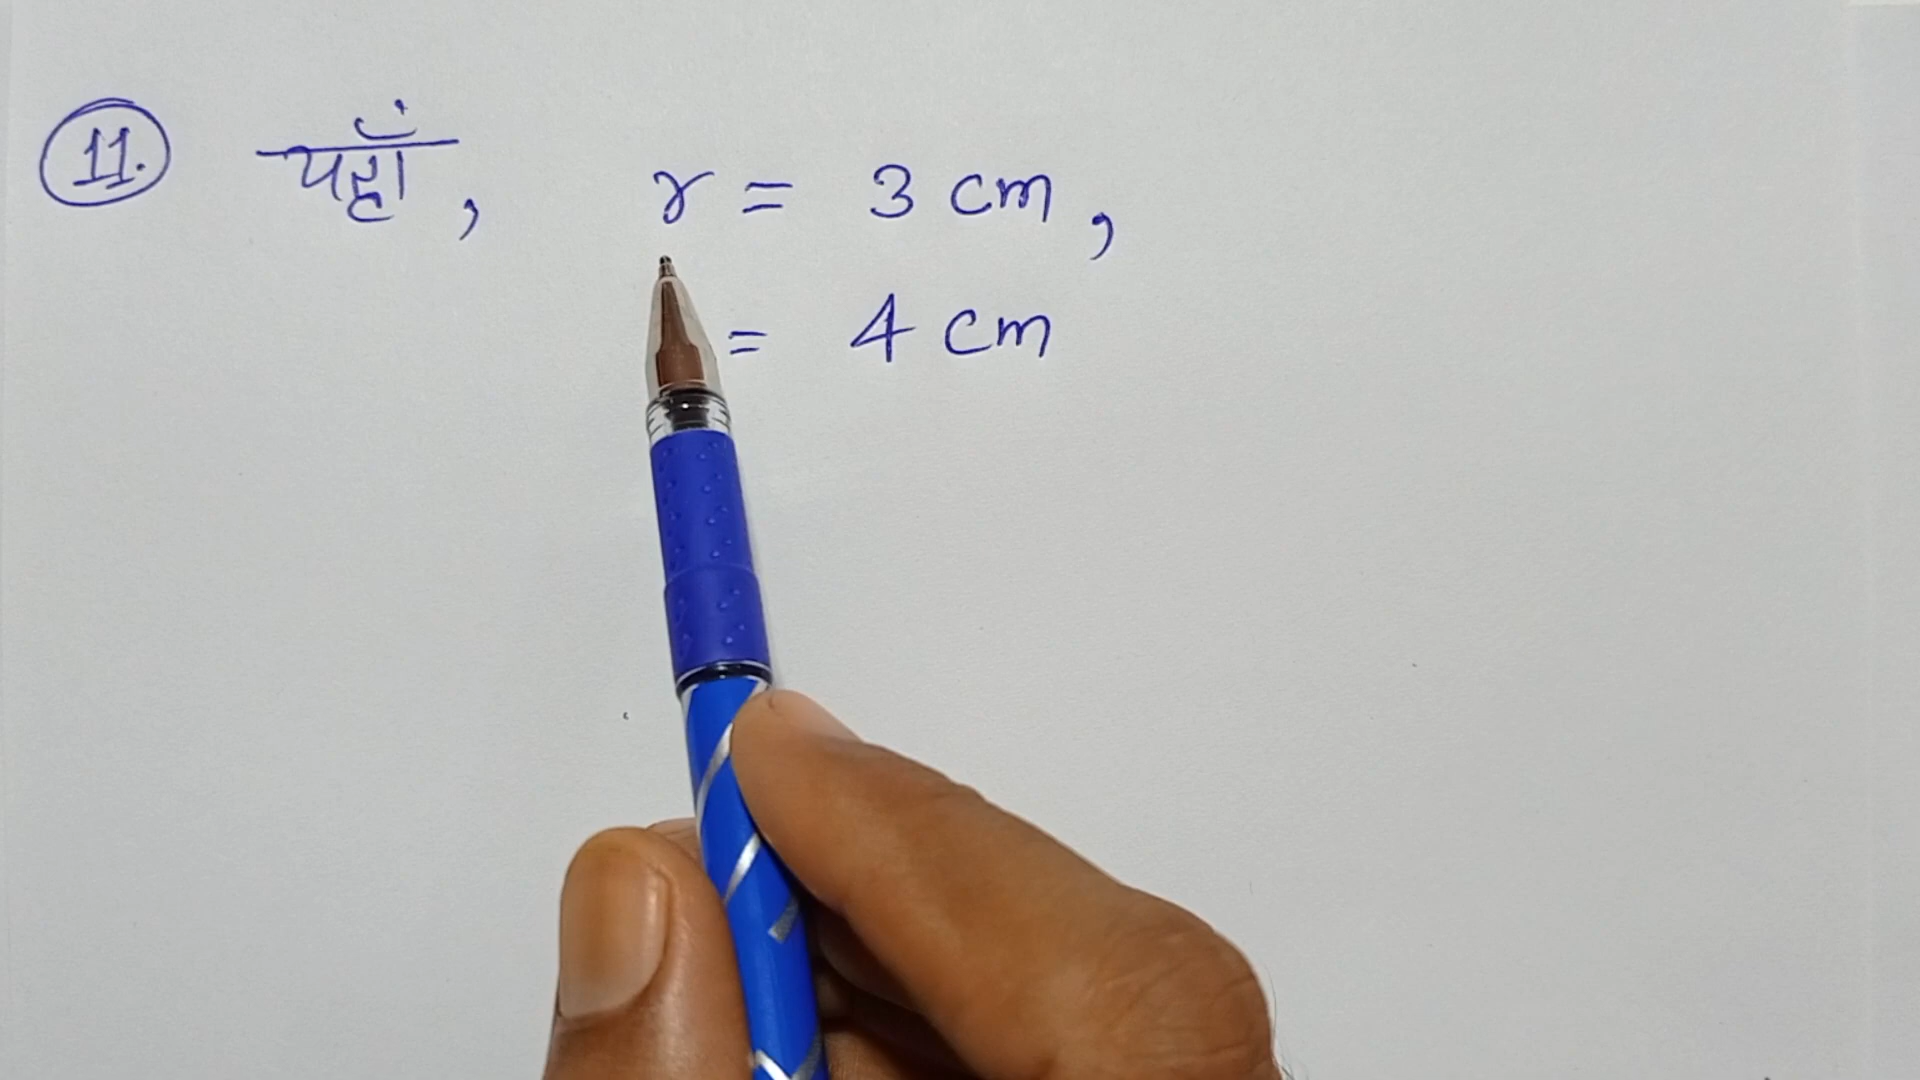 11. यहाँ, r = 3 cm,
= 4 cm